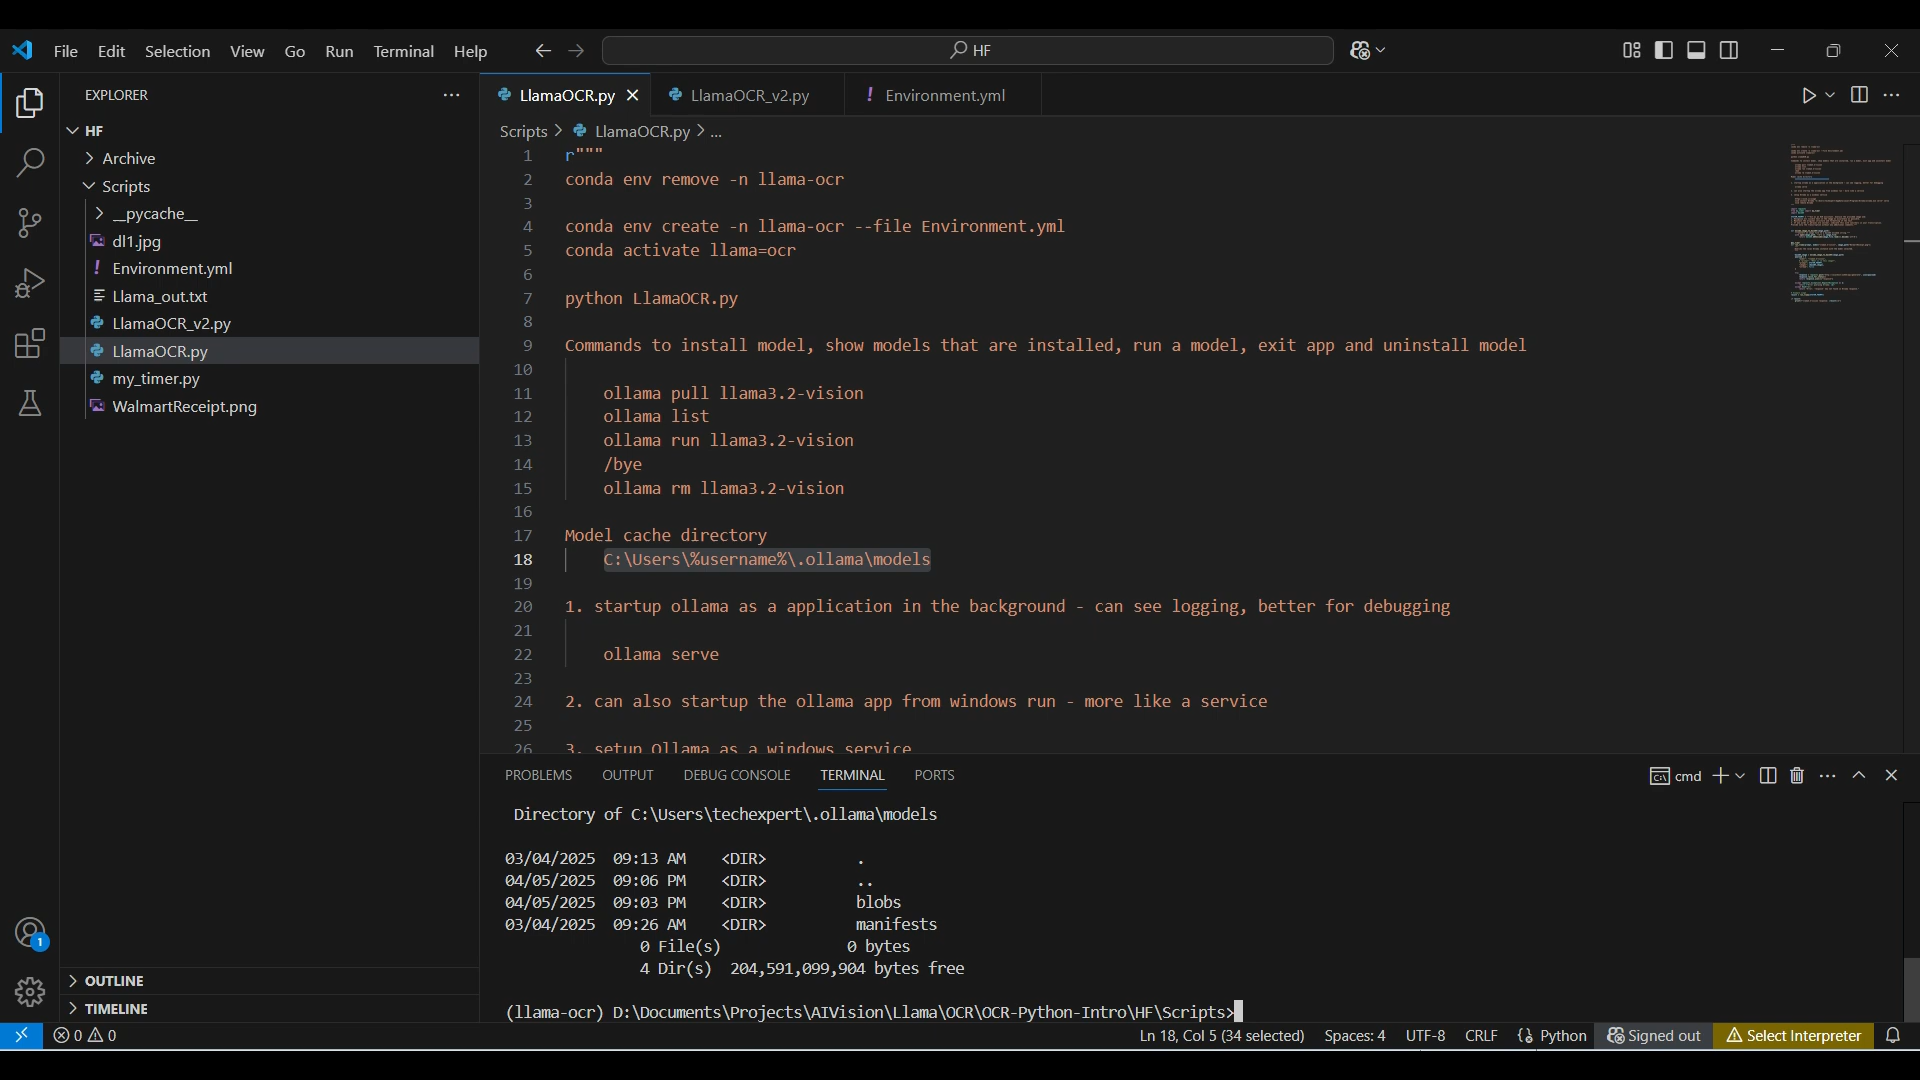 File Edit Selection View Go Run Terminal Help
HF
EXPLORER
HF
Archive
Scripts
__pycache__
dl1.jpg
Environment.yml
Llama_out.txt
LlamaOCR_v2.py
LlamaOCR.py
my_timer.py
WalmartReceipt.png
OUTLINE
TIMELINE
LlamaOCR.py LlamaOCR_v2.py ! Environment.yml
Scripts > LlamaOCR.py > ...
1 r"""
2 conda env remove -n llama-ocr
3
4 conda env create -n llama-ocr --file Environment.yml
5 conda activate llama=ocr
6
7 python LlamaOCR.py
8
9 Commands to install model, show models that are installed, run a model, exit app and uninstall model
10
11 ollama pull llama3.2-vision
12 ollama list
13 ollama run llama3.2-vision
14 /bye
15 ollama rm llama3.2-vision
16
17 Model cache directory
18 C:\Users\%username%\.ollama\models
19
20 1. startup ollama as a application in the background - can see logging, better for debugging
21
22 ollama serve
23
24 2. can also startup the ollama app from windows run - more like a service
25
26 3. setup Ollama as a windows service
PROBLEMS OUTPUT DEBUG CONSOLE TERMINAL PORTS
cmd
Directory of C:\Users\techexpert\.ollama\models
03/04/2025 09:13 AM <DIR> .
04/05/2025 09:06 PM <DIR> ..
04/05/2025 09:03 PM <DIR> blobs
03/04/2025 09:26 AM <DIR> manifests
0 File(s) 0 bytes
4 Dir(s) 204,591,099,904 bytes free
(llama-ocr) D:\Documents\Projects\AIVision\Llama\OCR\OCR-Python-Intro\HF\Scripts>
1
0 0
Ln 18, Col 5 (34 selected) Spaces: 4 UTF-8 CRLF Python Signed out Select Interpreter